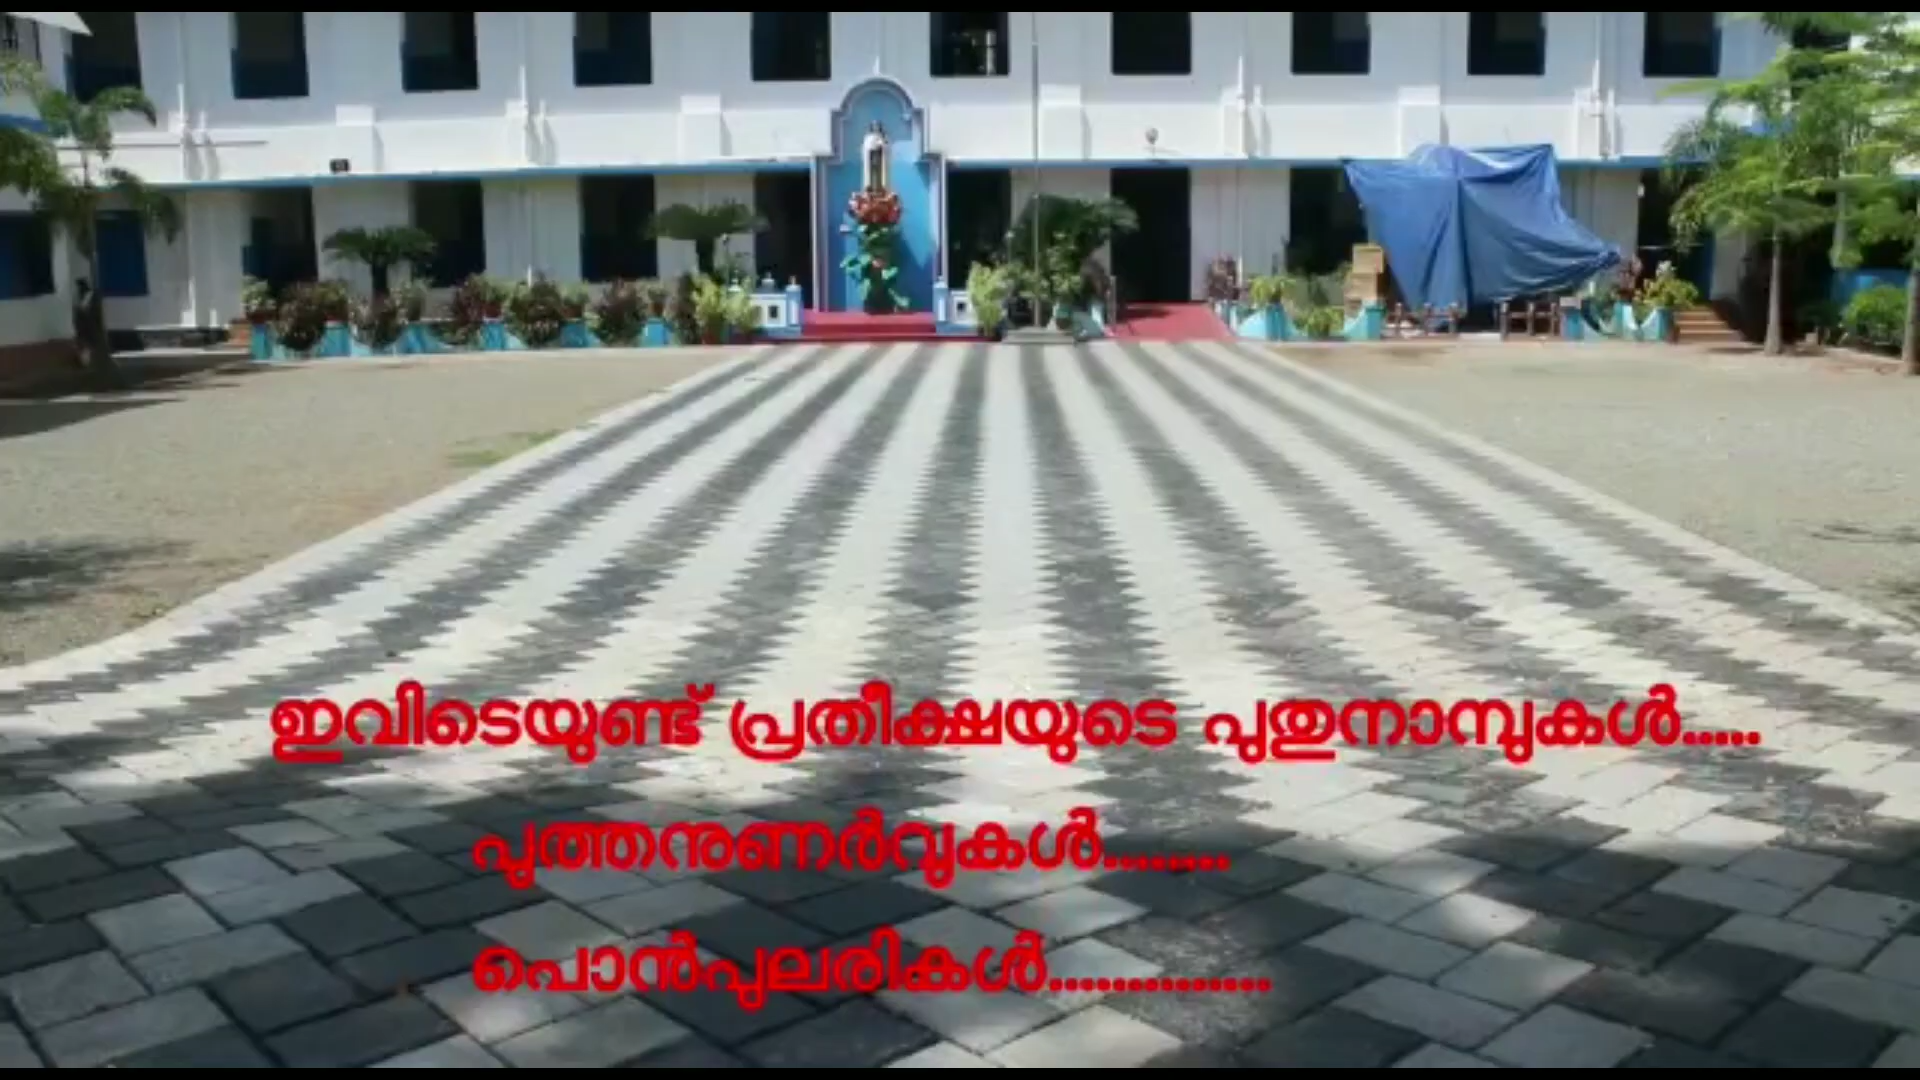 ഇവിടെയുണ്ട് പ്രതീക്ഷയുടെ പുതുനാമ്പുകൾ.....
പുത്തനുണർവുകൾ........
പൊൻപുലരികൾ..............